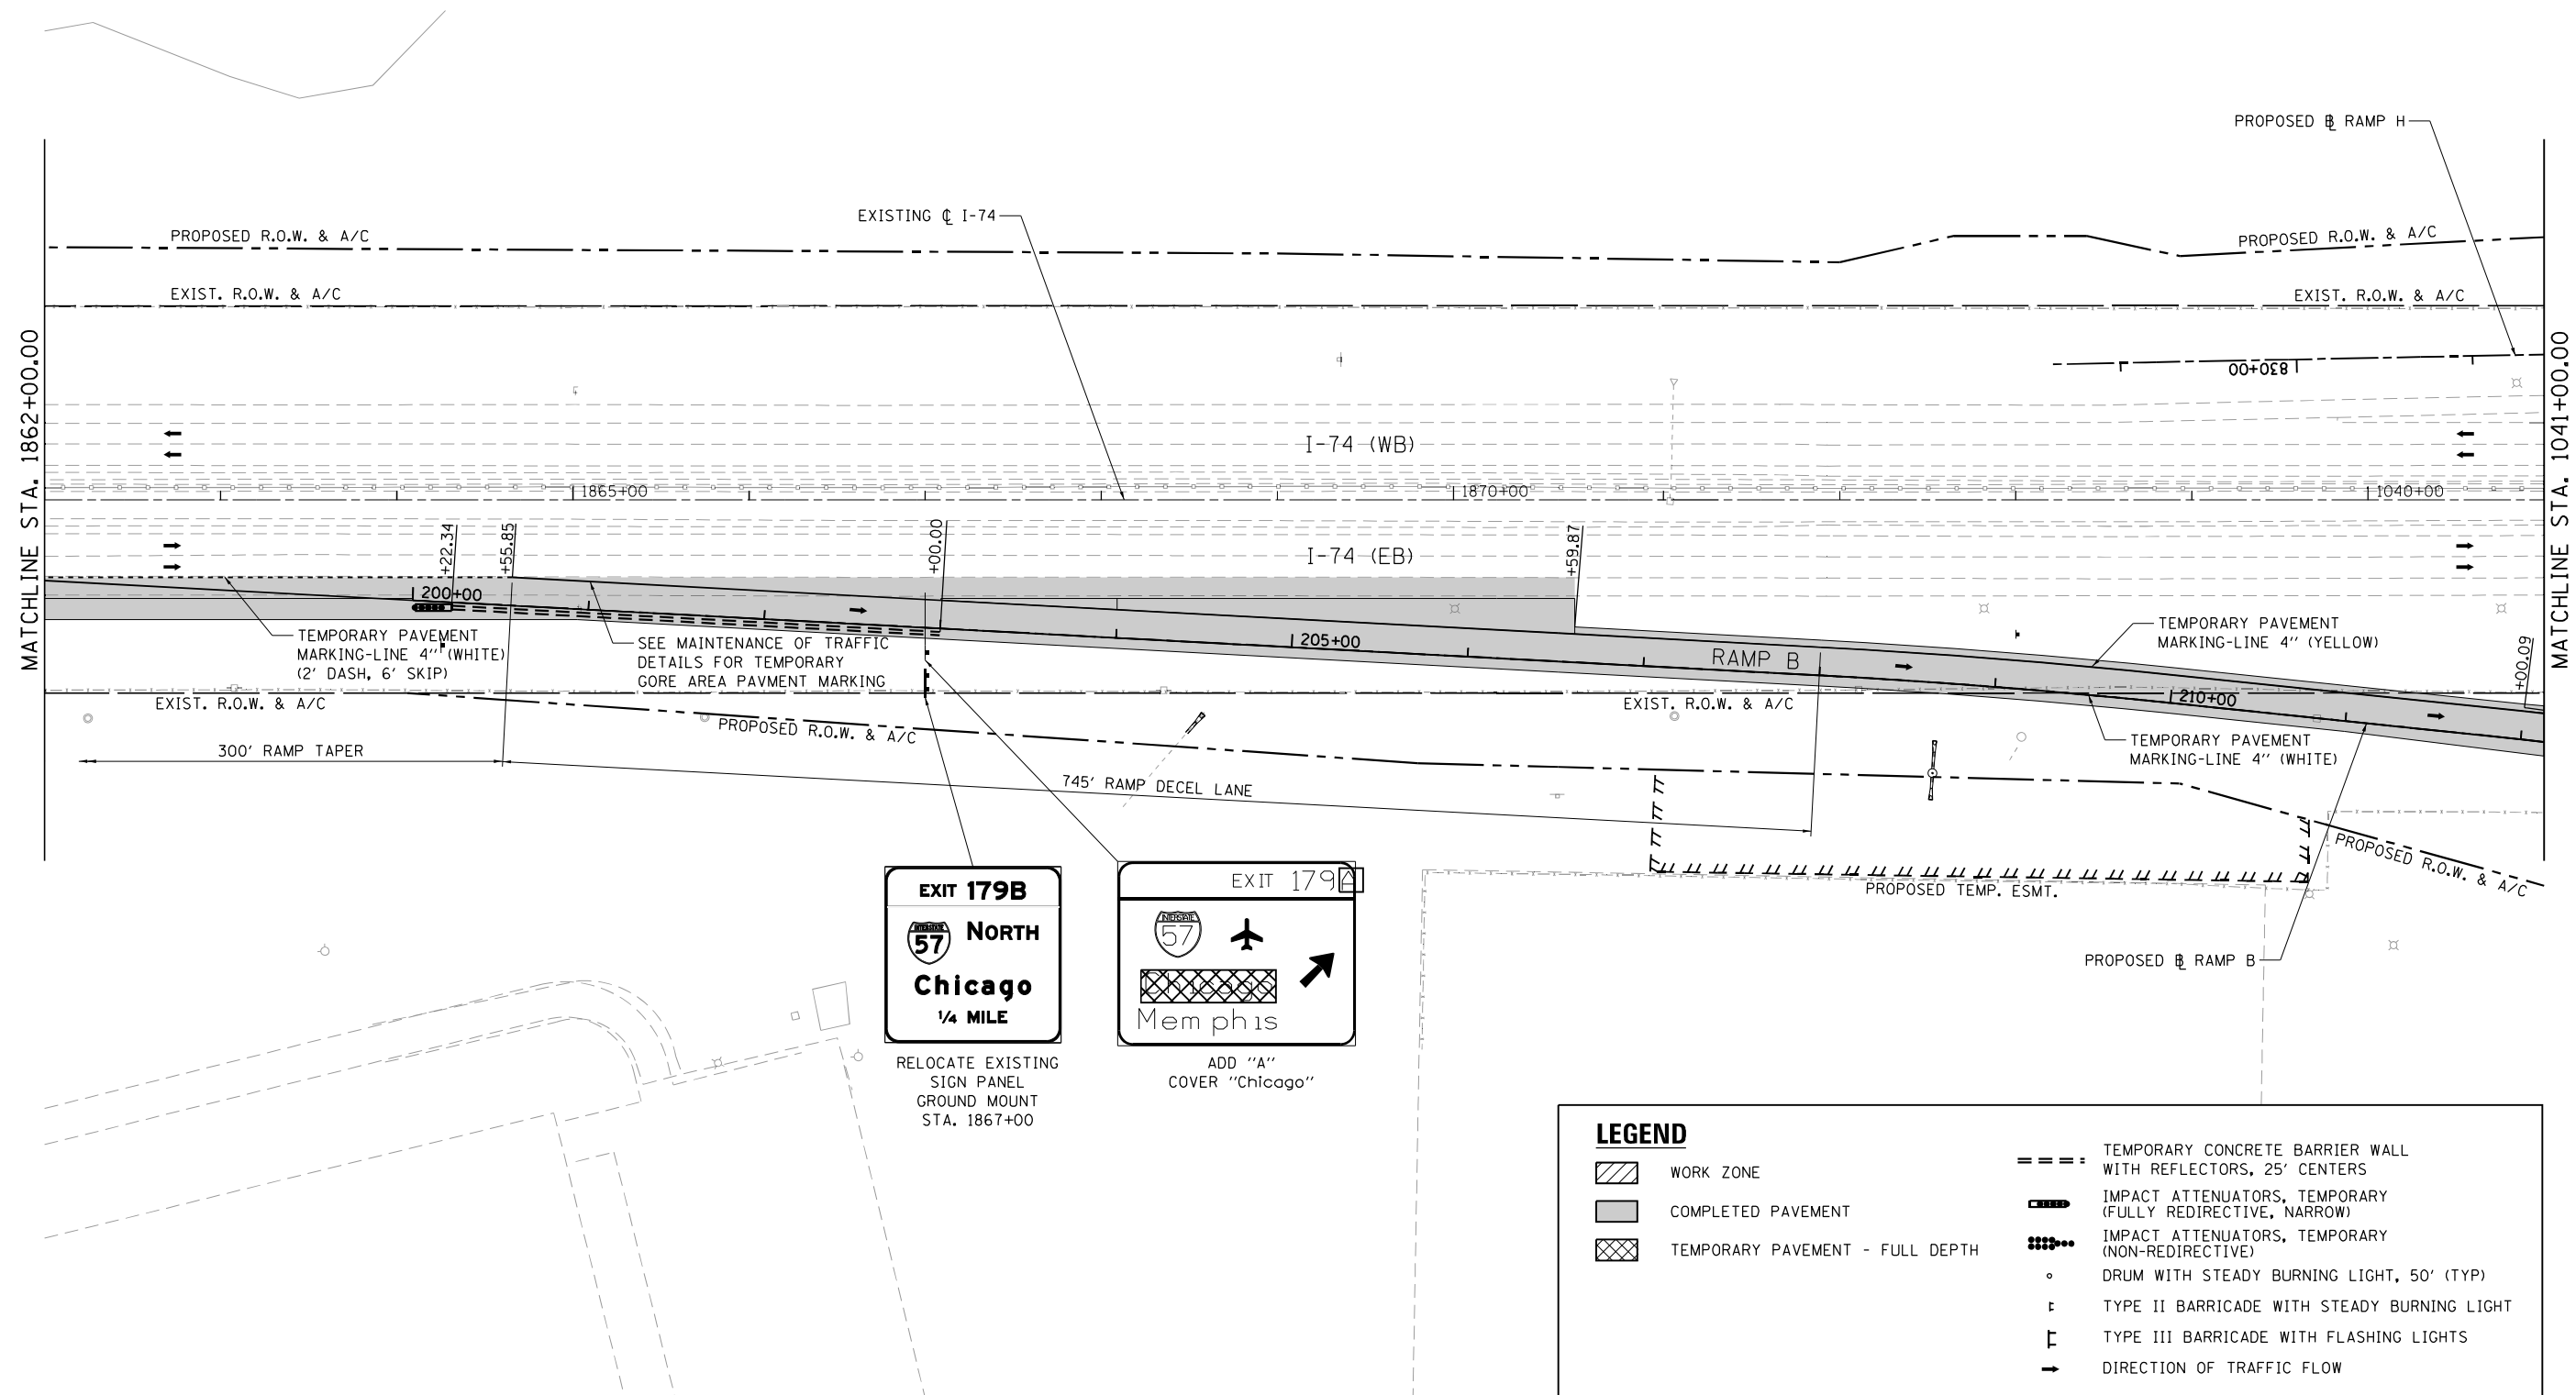 PROPOSED ⅊ RAMP H
EXISTING ℄ I-74
PROPOSED R.O.W. & A/C
PROPOSED R.O.W. & A/C
EXIST. R.O.W. & A/C
EXIST. R.O.W. & A/C
MATCHLINE STA. 1862+00.00
MATCHLINE STA. 1041+00.00
830+00
I-74 (WB)
1865+00
1870+00
1040+00
+22.34
+55.85
+00.00
+59.87
I-74 (EB)
200+00
205+00
RAMP B
210+00
+00.09
TEMPORARY PAVEMENT
MARKING-LINE 4" (WHITE)
(2' DASH, 6' SKIP)
SEE MAINTENANCE OF TRAFFIC
DETAILS FOR TEMPORARY
GORE AREA PAVMENT MARKING
TEMPORARY PAVEMENT
MARKING-LINE 4" (YELLOW)
EXIST. R.O.W. & A/C
EXIST. R.O.W. & A/C
PROPOSED R.O.W. & A/C
TEMPORARY PAVEMENT
MARKING-LINE 4" (WHITE)
300' RAMP TAPER
745' RAMP DECEL LANE
PROPOSED R.O.W. & A/C
PROPOSED TEMP. ESMT.
PROPOSED ⅊ RAMP B
EXIT 179B
INTERSTATE
57 NORTH
Chicago
1/4 MILE
RELOCATE EXISTING
SIGN PANEL
GROUND MOUNT
STA. 1867+00
EXIT 179A
INTERSTATE
57
Chicago
Memphis
ADD "A"
COVER "Chicago"
LEGEND
WORK ZONE
COMPLETED PAVEMENT
TEMPORARY PAVEMENT - FULL DEPTH
TEMPORARY CONCRETE BARRIER WALL
WITH REFLECTORS, 25' CENTERS
IMPACT ATTENUATORS, TEMPORARY
(FULLY REDIRECTIVE, NARROW)
IMPACT ATTENUATORS, TEMPORARY
(NON-REDIRECTIVE)
DRUM WITH STEADY BURNING LIGHT, 50' (TYP)
TYPE II BARRICADE WITH STEADY BURNING LIGHT
TYPE III BARRICADE WITH FLASHING LIGHTS
DIRECTION OF TRAFFIC FLOW